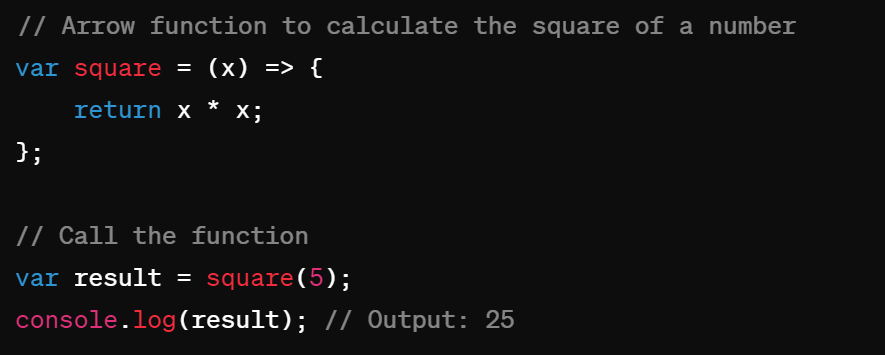 // Arrow function to calculate the square of a number
var square = (x) => {
    return x * x;
};

// Call the function
var result = square(5);
console.log(result); // Output: 25